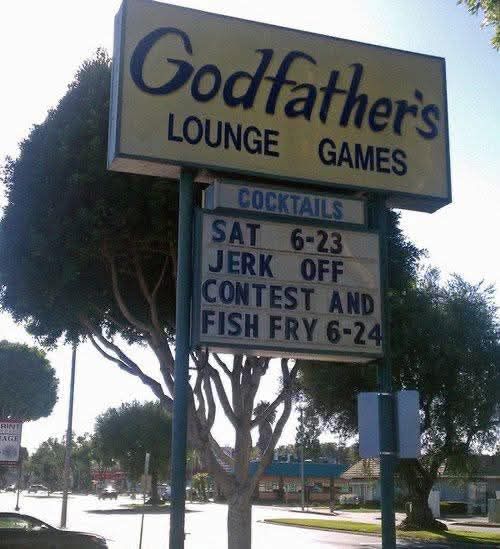 Godfather's
LOUNGE GAMES
COCKTAILS
SAT 6-23
JERK OFF
CONTEST AND
FISH FRY 6-24